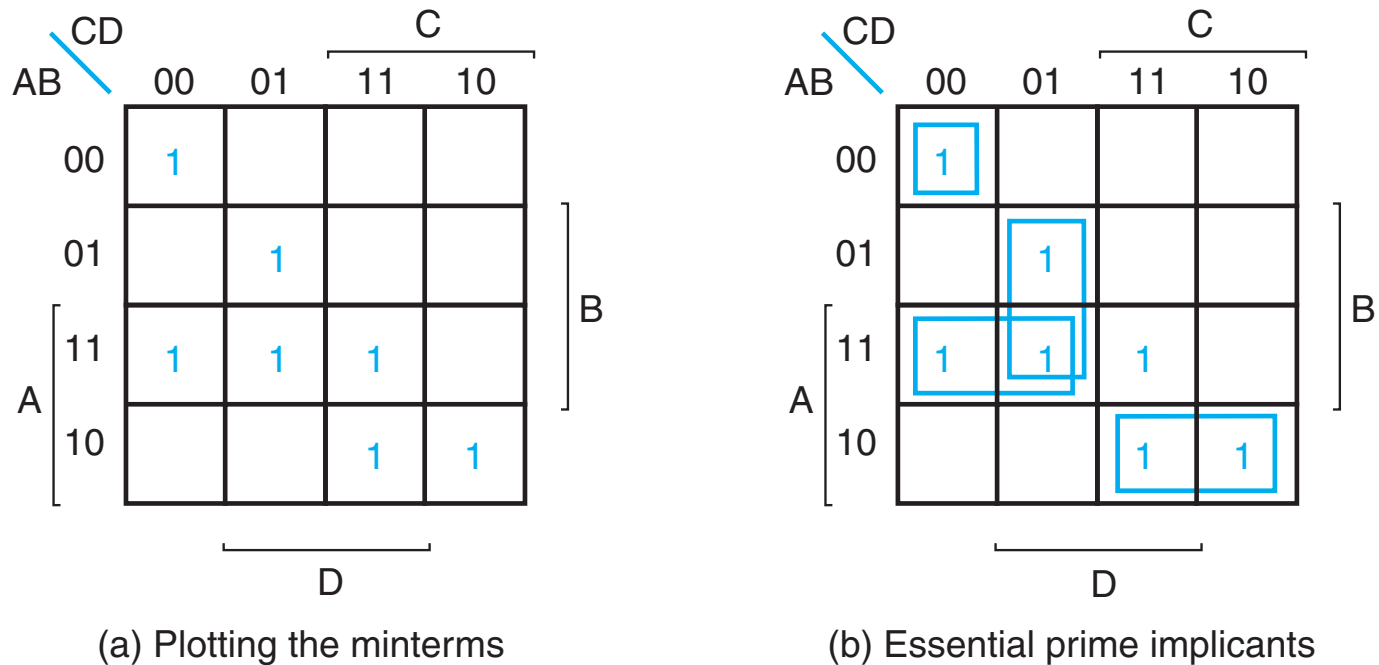 CD
C
AB 00 01 11 10
00 1
01 1
B
11 1 1 1
A
10 1 1
D
(a) Plotting the minterms
CD
C
AB 00 01 11 10
00 1
01 1
B
11 1 1 1
A
10 1 1
D
(b) Essential prime implicants